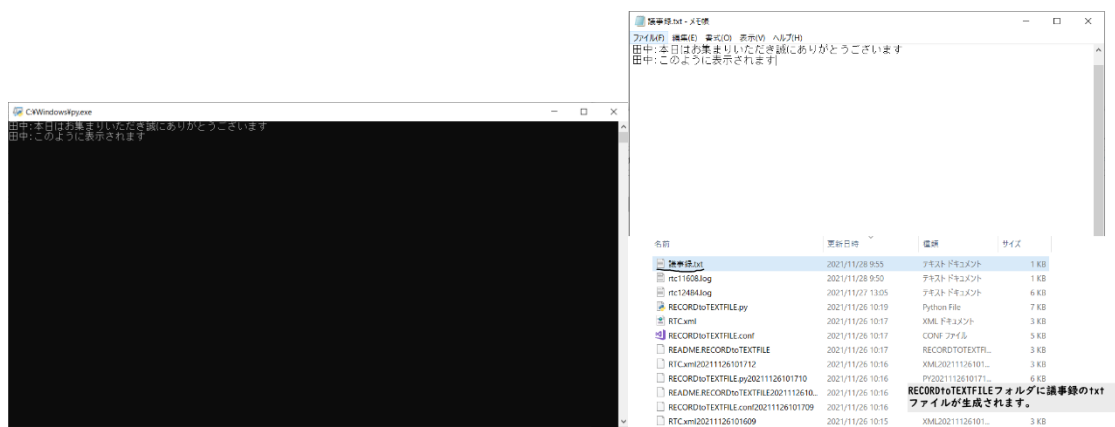 C:¥Windows¥py.exe
田中:本日はお集まりいただき誠にありがとうございます
田中:このように表示されます
議事録.txt - メモ帳
ファイル(F) 編集(E) 書式(O) 表示(V) ヘルプ(H)
田中:本日はお集まりいただき誠にありがとうございます
田中:このように表示されます
名前 更新日時 種類 サイズ
議事録.txt 2021/11/28 9:55 テキスト ドキュメント 1 KB
rtc11608.log 2021/11/28 9:50 テキスト ドキュメント 1 KB
rtc12484.log 2021/11/27 13:05 テキスト ドキュメント 6 KB
RECORDtoTEXTFILE.py 2021/11/26 10:19 Python File 7 KB
RTC.xml 2021/11/26 10:17 XML ドキュメント 3 KB
RECORDtoTEXTFILE.conf 2021/11/26 10:17 CONF ファイル 5 KB
README.RECORDtoTEXTFILE 2021/11/26 10:17 RECORDTOTEXTFI... 3 KB
RTC.xml20211126101712 2021/11/26 10:16 XML20211126101... 3 KB
RECORDtoTEXTFILE.py20211126101710 2021/11/26 10:16 PY2021112610171... 6 KB
README.RECORDtoTEXTFILE2021112610... 2021/11/26 10:16
RECORDtoTEXTFILE.conf20211126101709 2021/11/26 10:16
RECORDtoTEXTFILEフォルダに議事録のtxt
ファイルが生成されます。
RTC.xml20211126101609 2021/11/26 10:15 XML20211126101... 3 KB